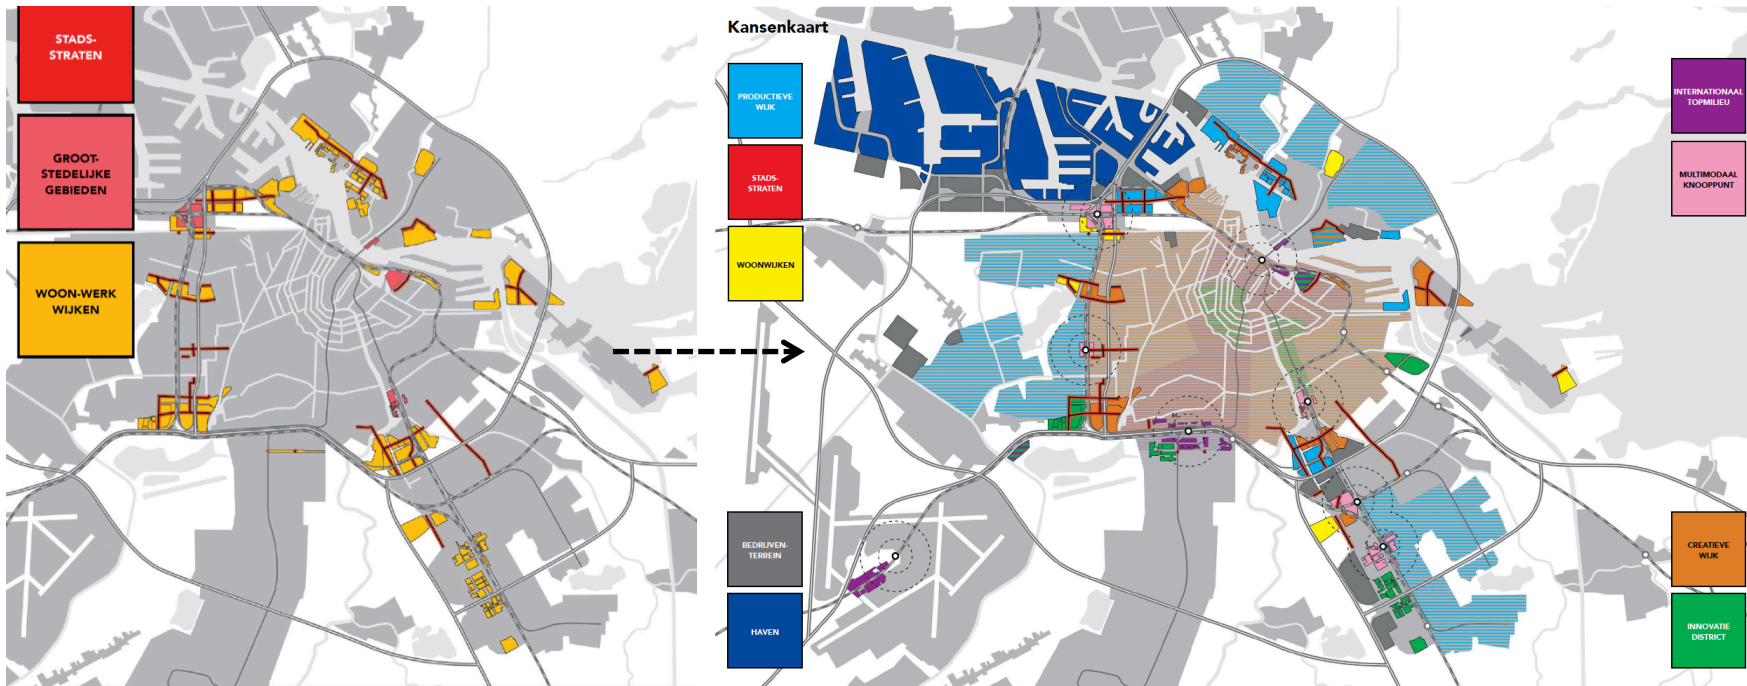 STADS-
STRATEN
GROOT-
STEDELIJKE
GEBIEDEN
WOON-WERK
WIJKEN
Kansenkaart
PRODUCTIEVE
WIJK
STADS-
STRATEN
WOONWIJKEN
BEDRIJVEN-
TERREIN
HAVEN
INTERNATIONAAL
TOPMILIEU
MULTIMODAAL
KNOOPPUNT
CREATIEVE
WIJK
INNOVATIE
DISTRICT